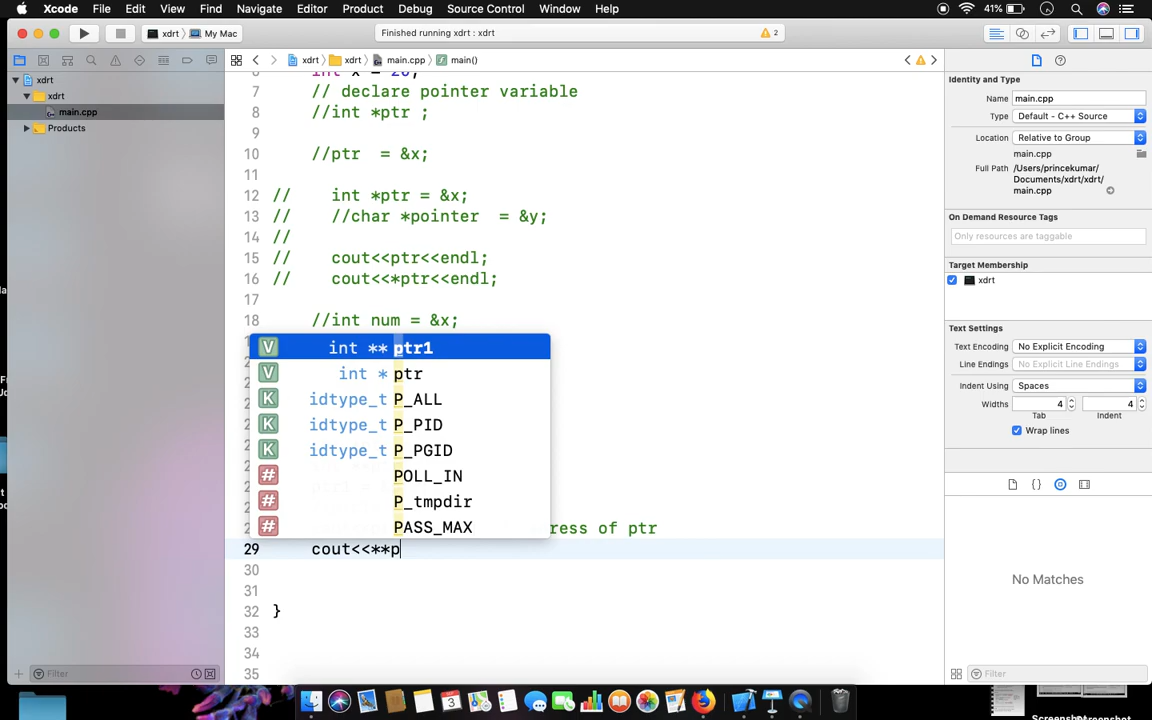 Xcode File Edit View Find Navigate Editor Product Debug Source Control Window Help 41%
xdrt My Mac Finished running xdrt : xdrt 2
xdrt xdrt main.cpp main()
xdrt
xdrt
main.cpp
Products
Filter
int x = 20;
7 // declare pointer variable
8 //int *ptr ;
9
10 //ptr = &x;
11
12 // int *ptr = &x;
13 // //char *pointer = &y;
14 //
15 // cout<<ptr<<endl;
16 // cout<<*ptr<<endl;
17
18 //int num = &x;
int ** ptr1
int * ptr
idtype_t P_ALL
idtype_t P_PID
idtype_t P_PGID
# POLL_IN
# P_tmpdir
# PASS_MAX
ress of ptr
29 cout<<**p
30
31
32 }
33
34
35
Identity and Type
Name main.cpp
Type Default - C++ Source
Location Relative to Group
main.cpp
Full Path /Users/princekumar/
Documents/xdrt/xdrt/
main.cpp
On Demand Resource Tags
Only resources are taggable
Target Membership
xdrt
Text Settings
Text Encoding No Explicit Encoding
Line Endings No Explicit Line Endings
Indent Using Spaces
Widths 4 4
Tab Indent
Wrap lines
No Matches
Filter